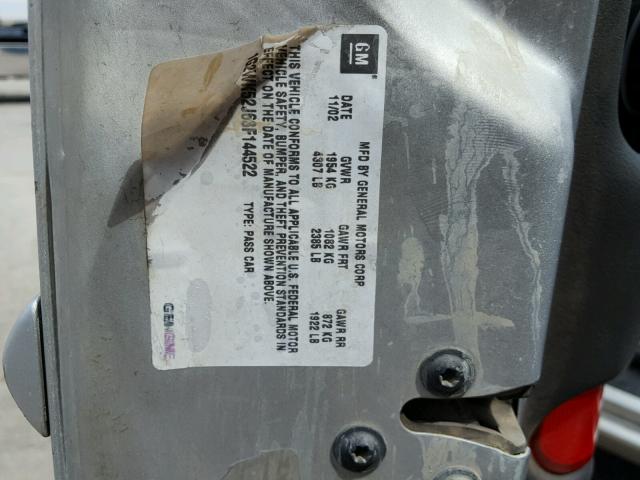 GM
MFD BY GENERAL MOTORS CORP
DATE GVWR GAWR FRT GAWR RR
11/02 1954 KG 1082 KG 872 KG
4307 LB 2385 LB 1922 LB
THIS VEHICLE CONFORMS TO ALL APPLICABLE U.S. FEDERAL MOTOR
VEHICLE SAFETY, BUMPER, AND THEFT PREVENTION STANDARDS IN
EFFECT ON THE DATE OF MANUFACTURE SHOWN ABOVE.
TYPE: PASS CAR